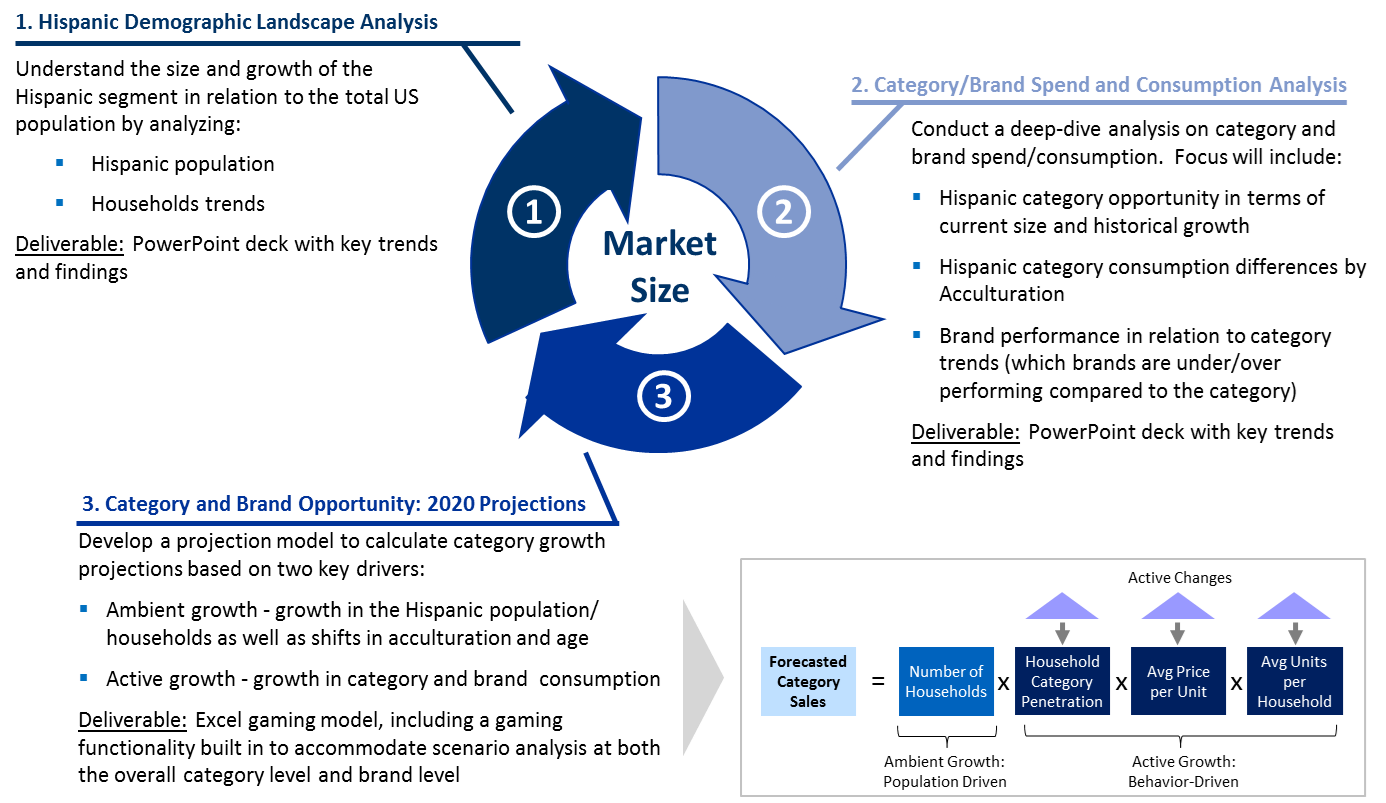 1. Hispanic Demographic Landscape Analysis
Understand the size and growth of the
Hispanic segment in relation to the total US
population by analyzing:
▪ Hispanic population
▪ Households trends
Deliverable: PowerPoint deck with key trends
and findings
1
2
3
Market
Size
2. Category/Brand Spend and Consumption Analysis
Conduct a deep-dive analysis on category and
brand spend/consumption. Focus will include:
▪ Hispanic category opportunity in terms of
current size and historical growth
▪ Hispanic category consumption differences by
Acculturation
▪ Brand performance in relation to category
trends (which brands are under/over
performing compared to the category)
Deliverable: PowerPoint deck with key trends
and findings
3. Category and Brand Opportunity: 2020 Projections
Develop a projection model to calculate category growth
projections based on two key drivers:
▪ Ambient growth - growth in the Hispanic population/
households as well as shifts in acculturation and age
▪ Active growth - growth in category and brand consumption
Deliverable: Excel gaming model, including a gaming
functionality built in to accommodate scenario analysis at both
the overall category level and brand level
Active Changes
Forecasted
Category
Sales
=
Number of
Households
x
Household
Category
Penetration
x
Avg Price
per Unit
x
Avg Units
per
Household
Ambient Growth:
Population Driven
Active Growth:
Behavior-Driven